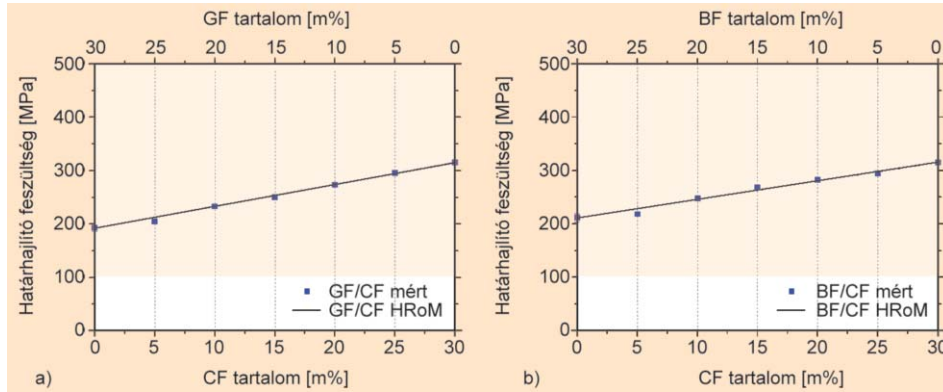 GF tartalom [m%]
30 25 20 15 10 5 0
Határhajlító feszültség [MPa]
500
400
300
200
100
0
GF/CF mért
GF/CF HRoM
0 5 10 15 20 25 30
CF tartalom [m%]
a)
BF tartalom [m%]
30 25 20 15 10 5 0
Határhajlító feszültség [MPa]
500
400
300
200
100
0
BF/CF mért
BF/CF HRoM
0 5 10 15 20 25 30
CF tartalom [m%]
b)